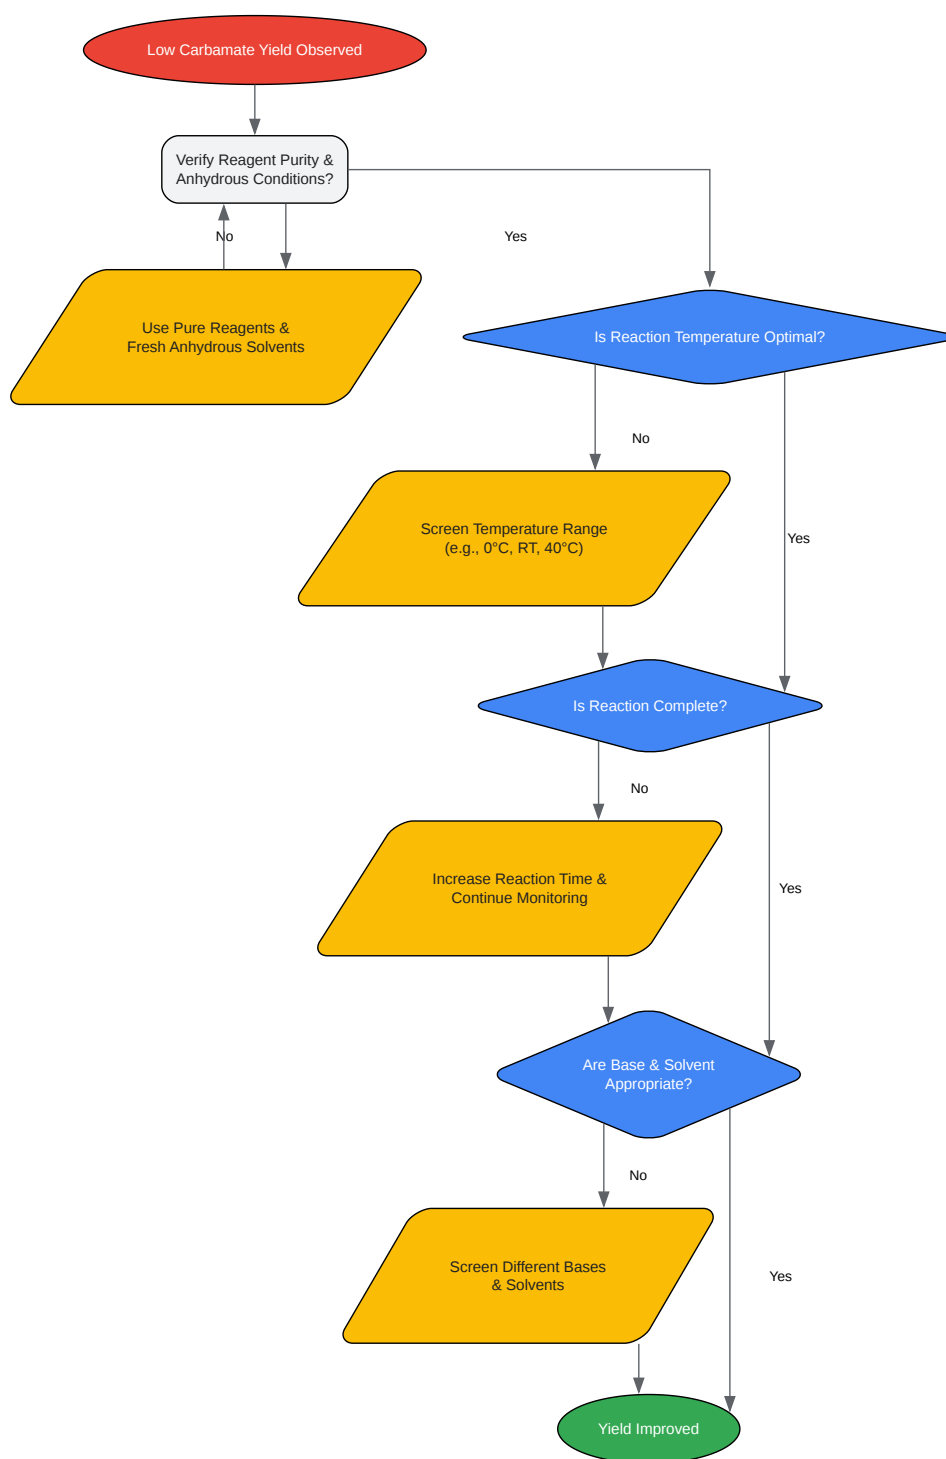 Low Carbamate Yield Observed
Verify Reagent Purity &
Anhydrous Conditions?
No
Yes
Use Pure Reagents &
Fresh Anhydrous Solvents
Is Reaction Temperature Optimal?
No
Screen Temperature Range
(e.g., 0°C, RT, 40°C)
Yes
Is Reaction Complete?
No
Increase Reaction Time &
Continue Monitoring
Yes
Are Base & Solvent
Appropriate?
No
Screen Different Bases
& Solvents
Yes
Yield Improved